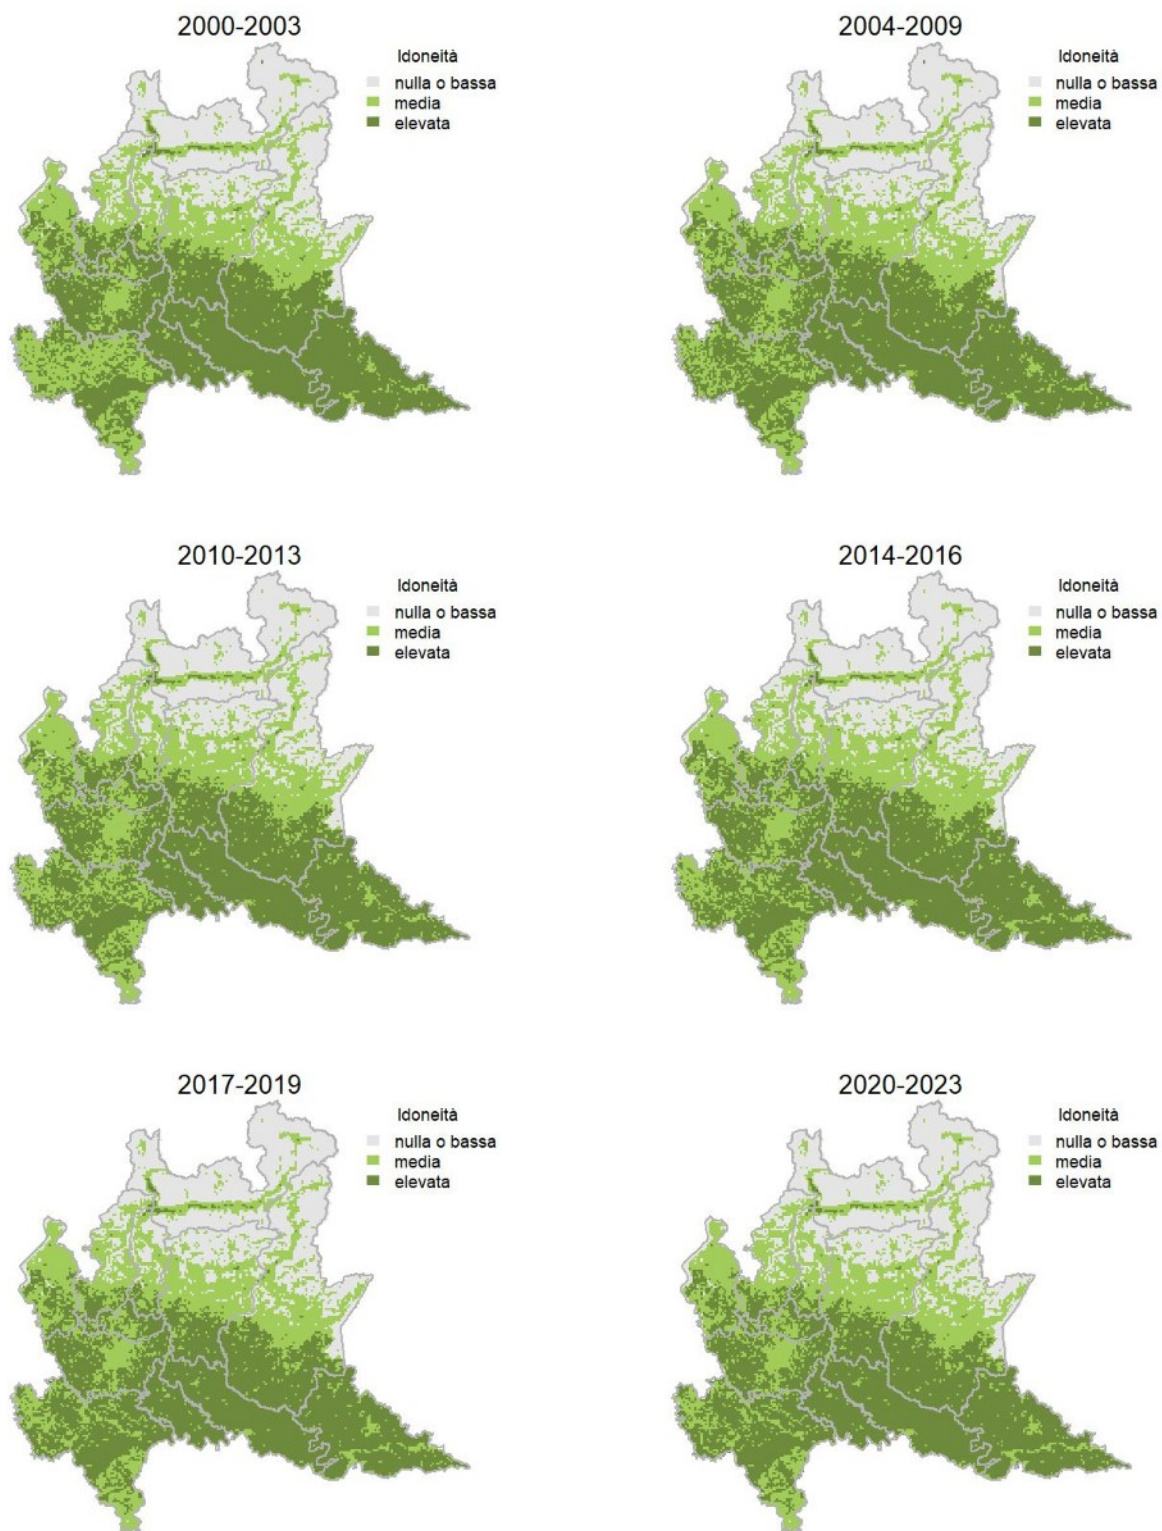 2000-2003
Idoneità
nulla o bassa
media
elevata
2004-2009
Idoneità
nulla o bassa
media
elevata
2010-2013
Idoneità
nulla o bassa
media
elevata
2014-2016
Idoneità
nulla o bassa
media
elevata
2017-2019
Idoneità
nulla o bassa
media
elevata
2020-2023
Idoneità
nulla o bassa
media
elevata